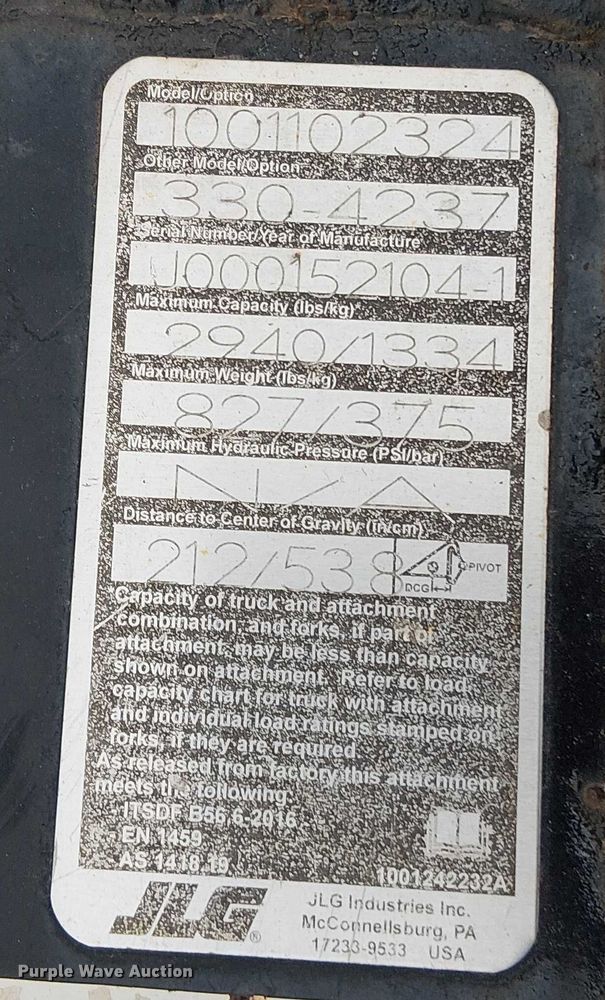 Model/Option
1001102324
Other Model/Option
330-4237
Serial Number/Year of Manufacture
J000152104-1
Maximum Capacity (lbs/kg)
2940/1334
Maximum Weight (lbs/kg)
827/375
Maximum Hydraulic Pressure (PSI/bar)
N/A
Distance to Center of Gravity (in/cm)
212/538
PIVOT
DCG
Capacity of truck and attachment
combination, and forks, if part of
attachment, may be less than capacity
shown on attachment. Refer to load
capacity chart for truck with attachment
and individual load ratings stamped on
forks, if they are required.
As released from factory this attachment
meets the following:
ITSDF B56.6-2016
EN 1459
AS 1418.19
1001242232A
JLG®
JLG Industries Inc.
McConnellsburg, PA
17233-9533 USA
Purple Wave Auction